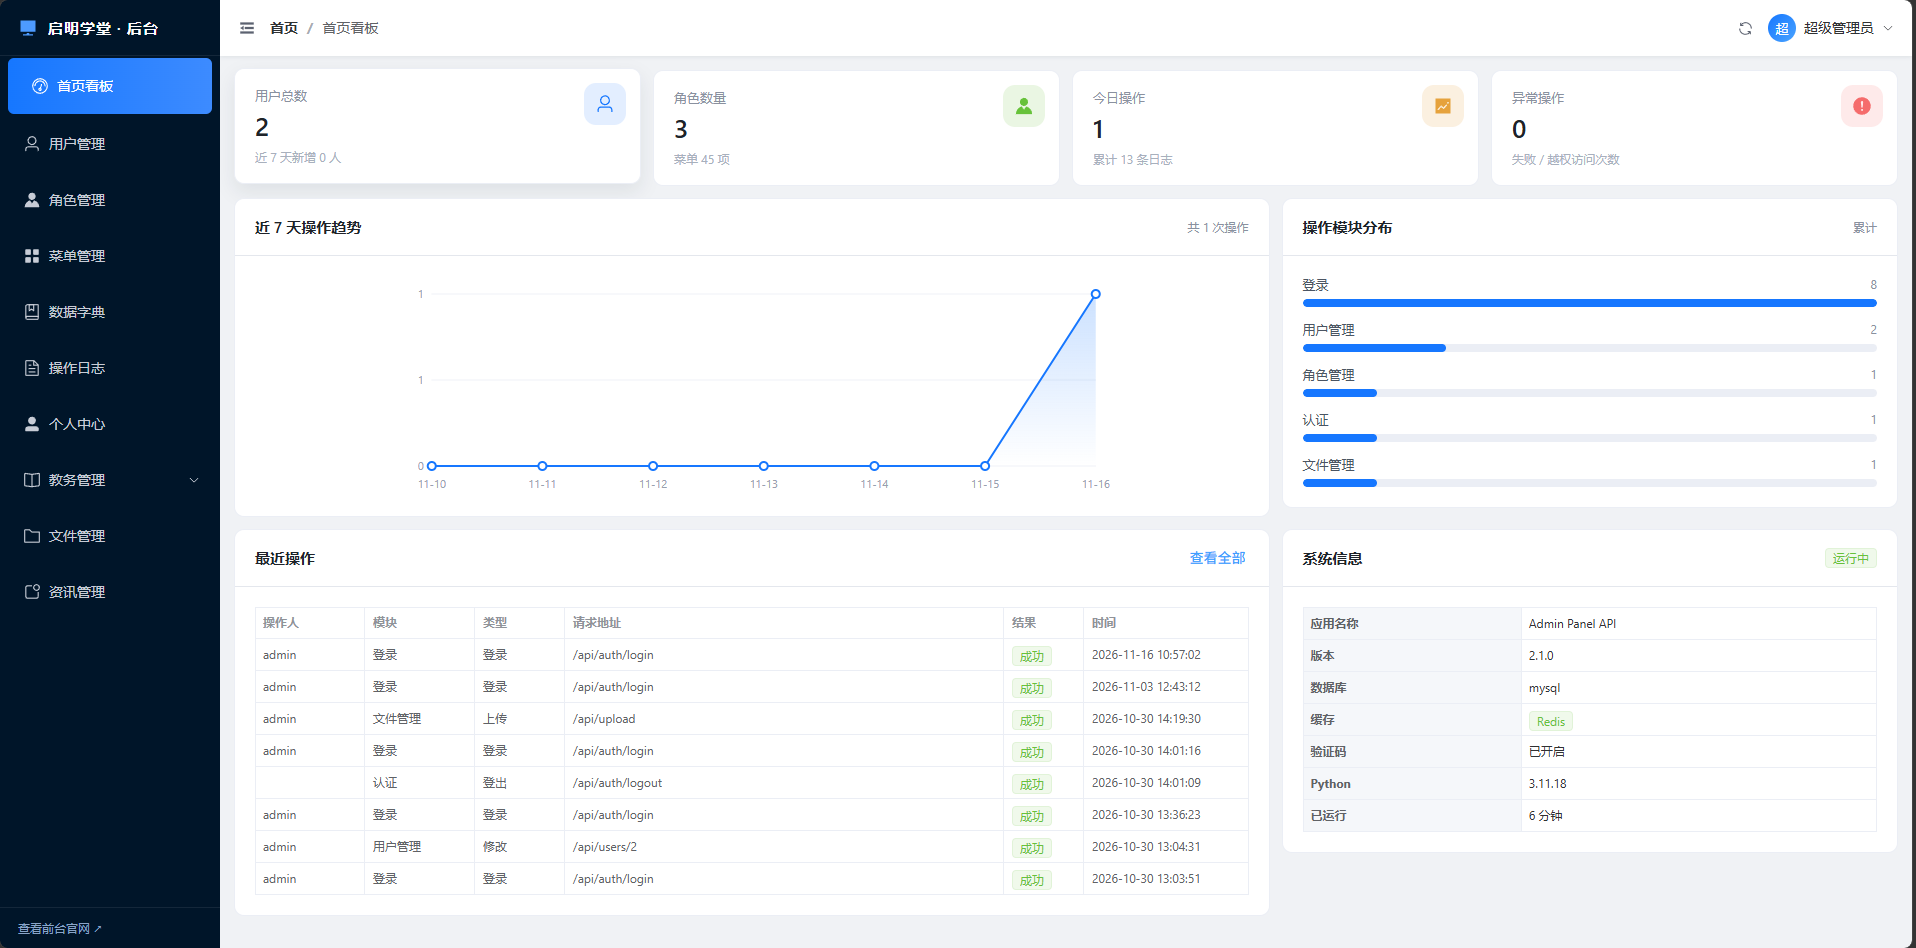 启明学堂 · 后台
首页看板
用户管理
角色管理
菜单管理
数据字典
操作日志
个人中心
教务管理
文件管理
资讯管理
查看前台官网 ↗
首页 / 首页看板
超 超级管理员
用户总数
2
近 7 天新增 0 人
角色数量
3
菜单 45 项
今日操作
1
累计 13 条日志
异常操作
0
失败 / 越权访问次数
近 7 天操作趋势 共 1 次操作
1
1
0
11-10 11-11 11-12 11-13 11-14 11-15 11-16
操作模块分布 累计
登录 8
用户管理 2
角色管理 1
认证 1
文件管理 1
最近操作 查看全部
操作人 模块 类型 请求地址 结果 时间
admin 登录 登录 /api/auth/login 成功 2026-11-16 10:57:02
admin 登录 登录 /api/auth/login 成功 2026-11-03 12:43:12
admin 文件管理 上传 /api/upload 成功 2026-10-30 14:19:30
admin 登录 登录 /api/auth/login 成功 2026-10-30 14:01:16
认证 登出 /api/auth/logout 成功 2026-10-30 14:01:09
admin 登录 登录 /api/auth/login 成功 2026-10-30 13:36:23
admin 用户管理 修改 /api/users/2 成功 2026-10-30 13:04:31
admin 登录 登录 /api/auth/login 成功 2026-10-30 13:03:51
系统信息 运行中
应用名称 Admin Panel API
版本 2.1.0
数据库 mysql
缓存 Redis
验证码 已开启
Python 3.11.18
已运行 6 分钟